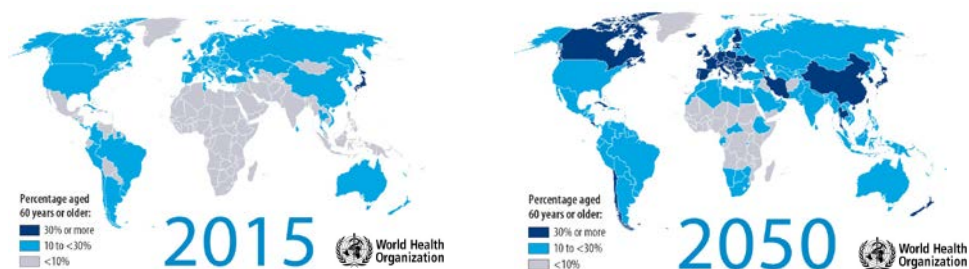 Percentage aged
60 years or older:
30% or more
10 to <30%
<10%
2015
World Health
Organization
Percentage aged
60 years or older:
30% or more
10 to <30%
<10%
2050
World Health
Organization